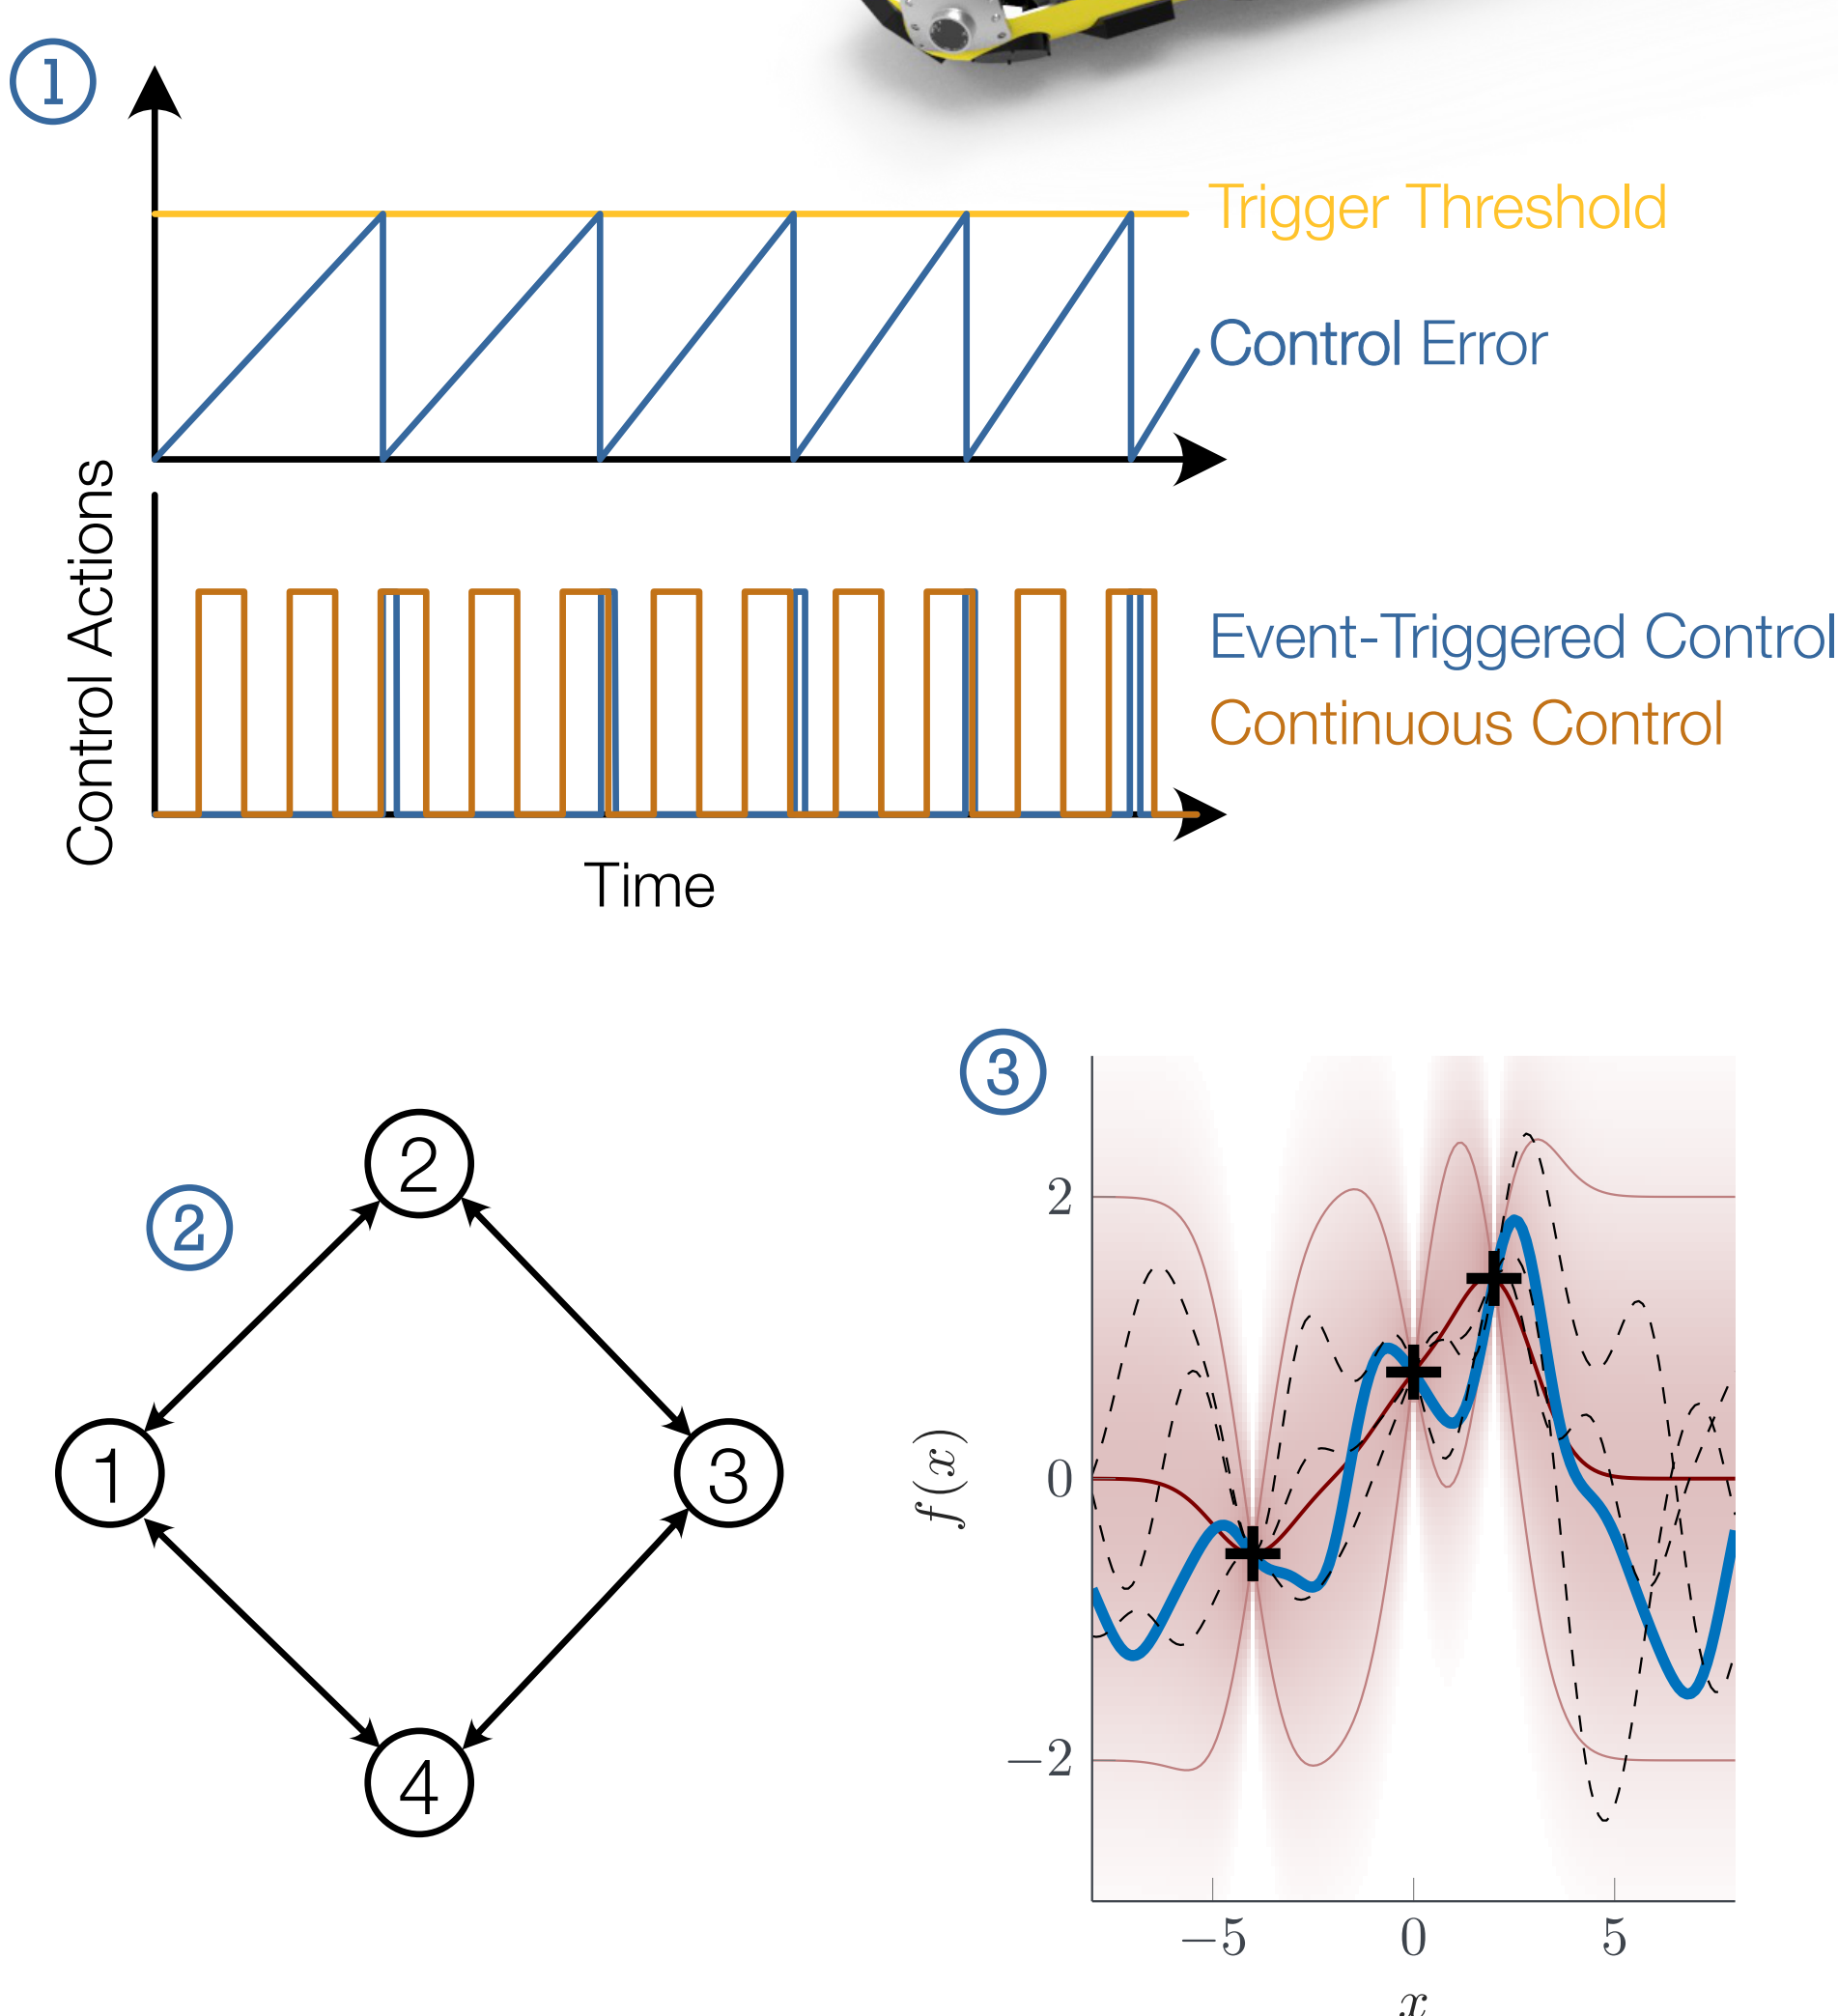 1
Trigger Threshold
Control Error
Control Actions
Event-Triggered Control
Continuous Control
Time
2
2
1
3
4
3
f(x)
2
0
−2
−5 0 5
x